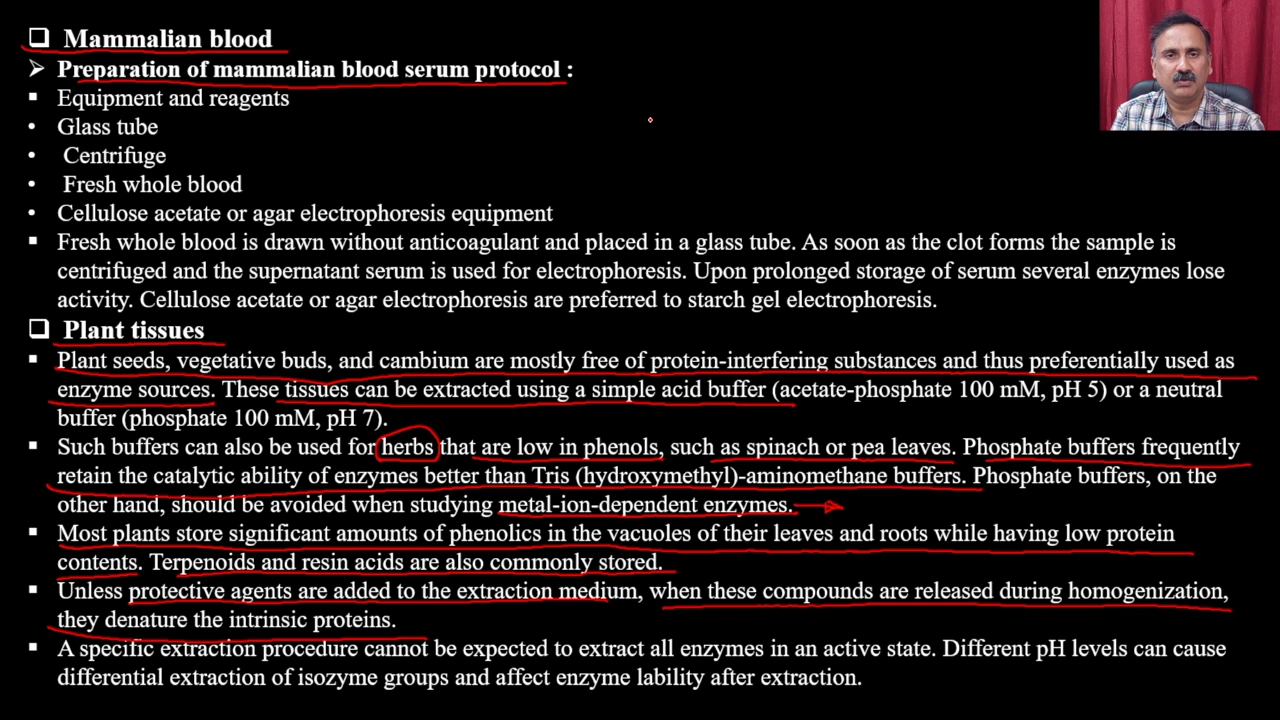 ❑ Mammalian blood
➢ Preparation of mammalian blood serum protocol :
▪ Equipment and reagents
• Glass tube
• Centrifuge
• Fresh whole blood
• Cellulose acetate or agar electrophoresis equipment
▪ Fresh whole blood is drawn without anticoagulant and placed in a glass tube. As soon as the clot forms the sample is
centrifuged and the supernatant serum is used for electrophoresis. Upon prolonged storage of serum several enzymes lose
activity. Cellulose acetate or agar electrophoresis are preferred to starch gel electrophoresis.
❑ Plant tissues
▪ Plant seeds, vegetative buds, and cambium are mostly free of protein-interfering substances and thus preferentially used as
enzyme sources. These tissues can be extracted using a simple acid buffer (acetate-phosphate 100 mM, pH 5) or a neutral
buffer (phosphate 100 mM, pH 7).
▪ Such buffers can also be used for herbs that are low in phenols, such as spinach or pea leaves. Phosphate buffers frequently
retain the catalytic ability of enzymes better than Tris (hydroxymethyl)-aminomethane buffers. Phosphate buffers, on the
other hand, should be avoided when studying metal-ion-dependent enzymes.
▪ Most plants store significant amounts of phenolics in the vacuoles of their leaves and roots while having low protein
contents. Terpenoids and resin acids are also commonly stored.
▪ Unless protective agents are added to the extraction medium, when these compounds are released during homogenization,
they denature the intrinsic proteins.
▪ A specific extraction procedure cannot be expected to extract all enzymes in an active state. Different pH levels can cause
differential extraction of isozyme groups and affect enzyme lability after extraction.